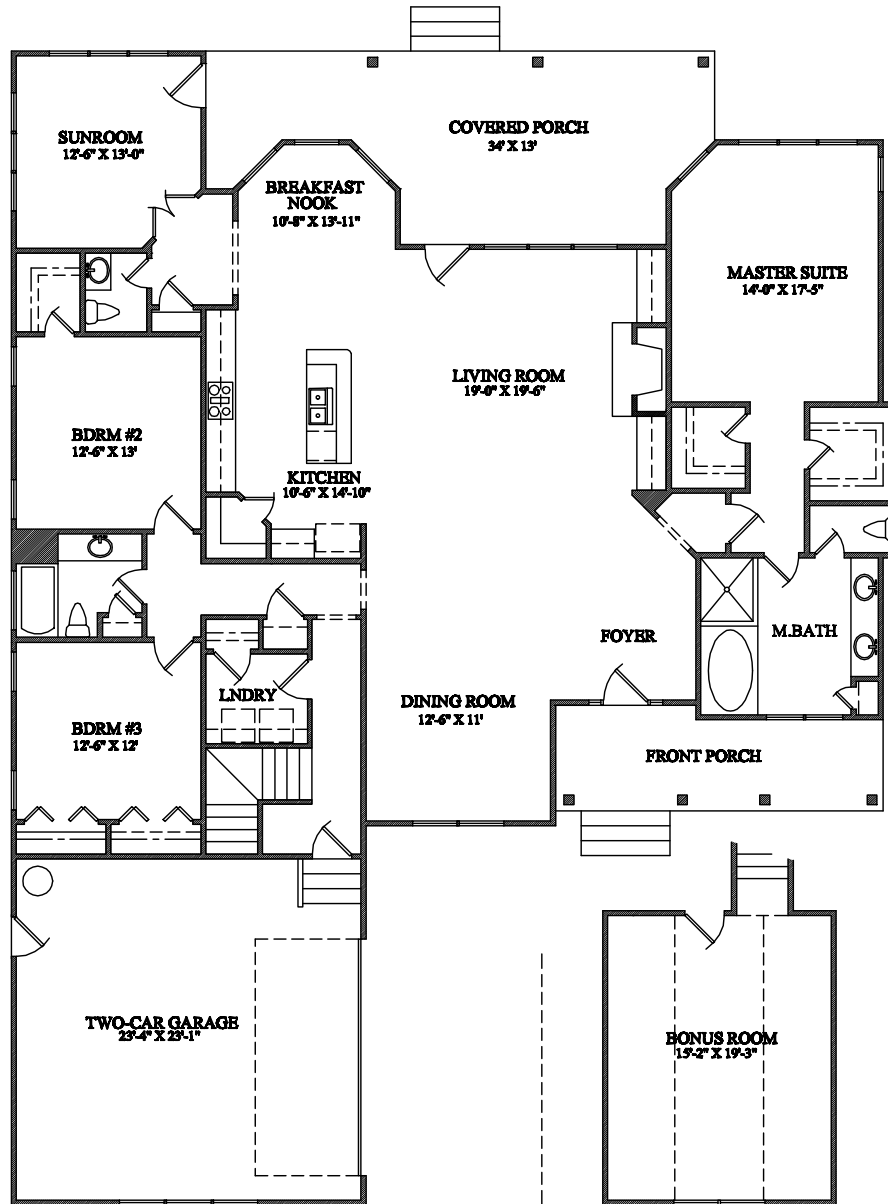 SUNROOM
12'-6" X 13'-0"
COVERED PORCH
34' X 13'
BREAKFAST
NOOK
10'-8" X 13'-11"
MASTER SUITE
14'-0" X 17'-5"
LIVING ROOM
19'-0" X 19'-6"
BDRM #2
12'-6" X 13'
KITCHEN
10'-6" X 14'-10"
FOYER
M.BATH
LNDRY
DINING ROOM
12'-6" X 11'
BDRM #3
12'-6" X 12'
FRONT PORCH
TWO-CAR GARAGE
23'-4" X 23'-1"
BONUS ROOM
15'-2" X 19'-3"